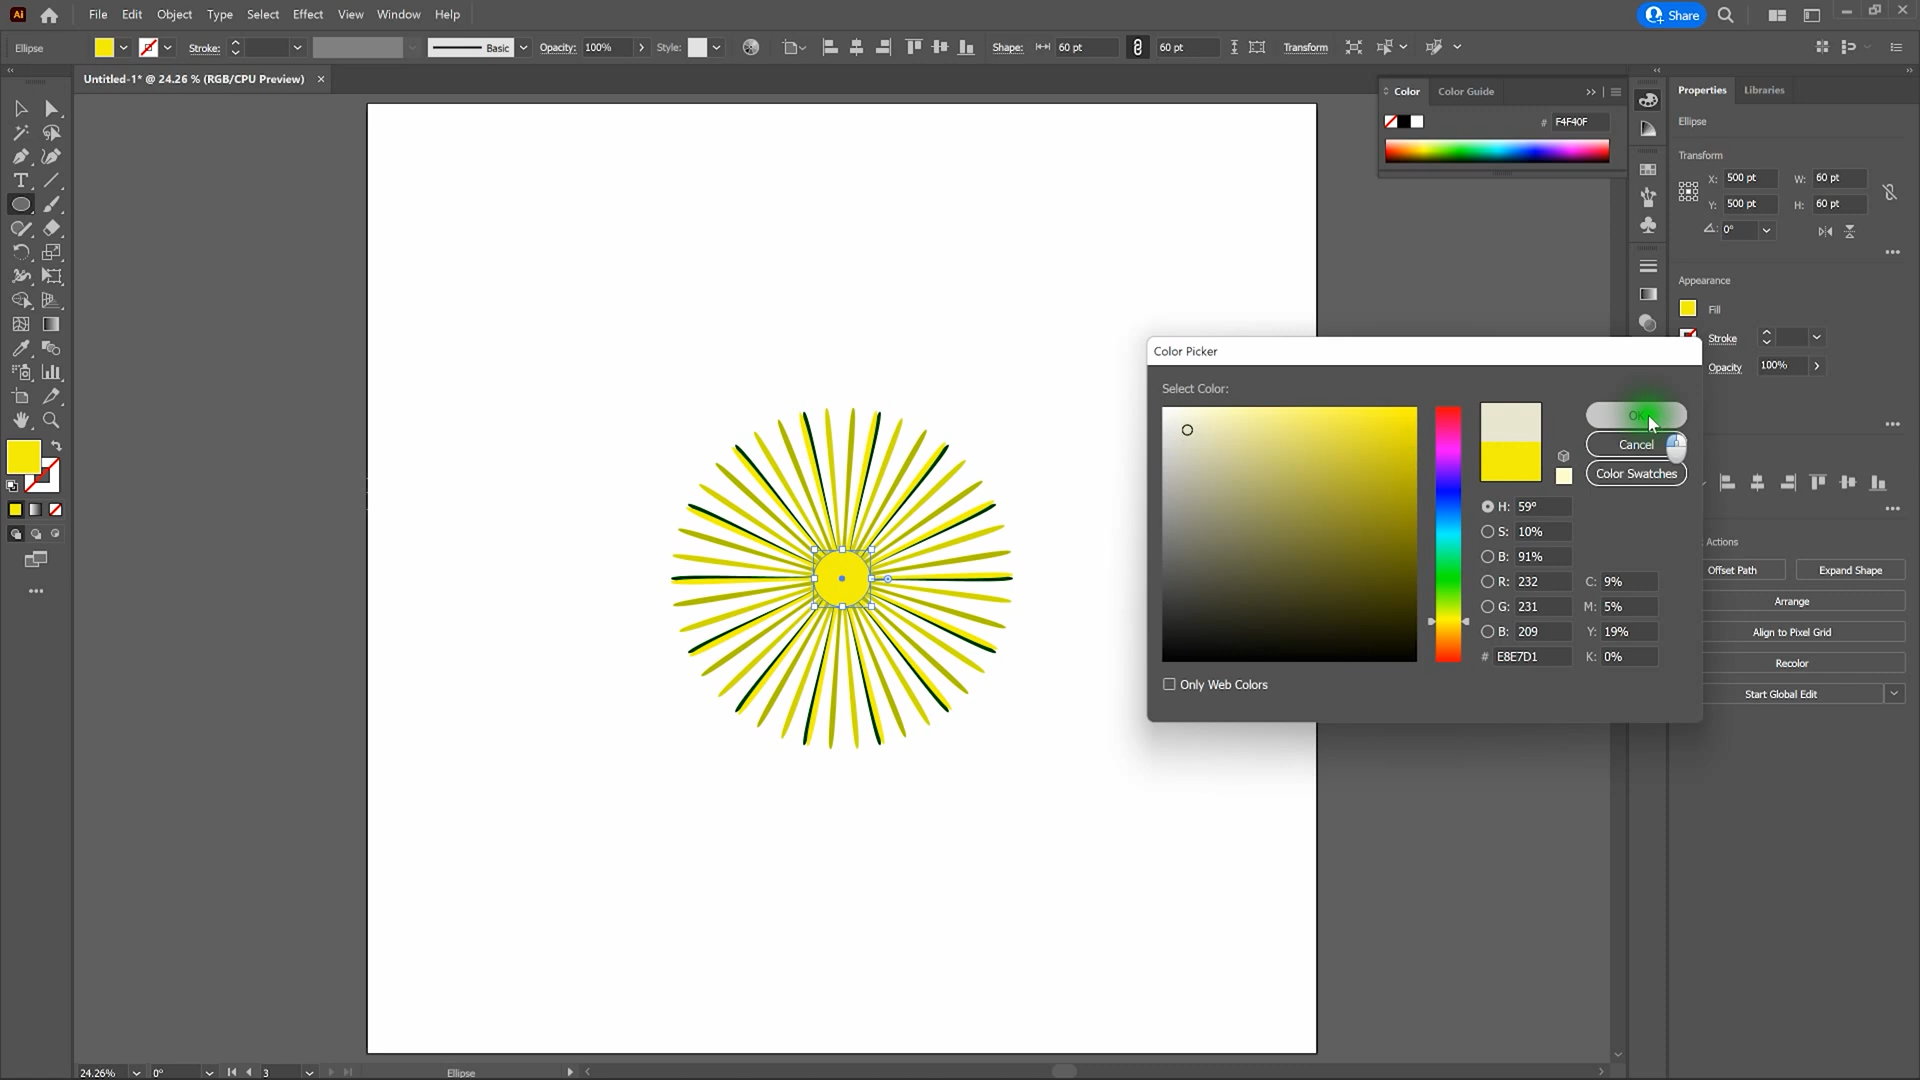 Ai File Edit Object Type Select Effect View Window Help Share
Ellipse Stroke: Basic Opacity: 100% Style: Shape: 60 pt 60 pt Transform
Untitled-1* @ 24.26 % (RGB/CPU Preview) ×
Color Color Guide
# F4F40F
Properties Libraries
Ellipse
Transform
X: 500 pt W: 60 pt
Y: 500 pt H: 60 pt
0°
Appearance
Fill
Stroke
Opacity 100%
Color Picker
Select Color:
OK
Cancel
Color Swatches
H: 59°
S: 10%
B: 91%
R: 232 C: 9%
G: 231 M: 5%
B: 209 Y: 19%
# E8E7D1 K: 0%
Only Web Colors
Actions
Offset Path Expand Shape
Arrange
Align to Pixel Grid
Recolor
Start Global Edit
24.26% 0° 3 Ellipse